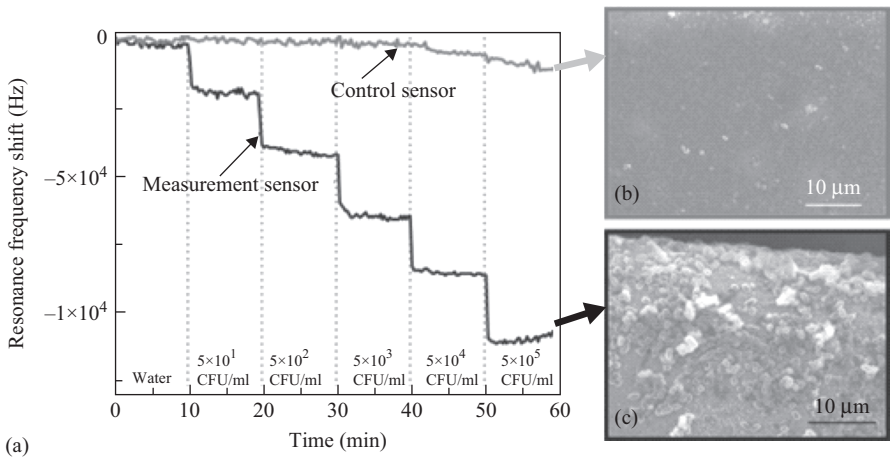 0
−5×10⁴
−1×10⁴
Resonance frequency shift (Hz)
Control sensor
Measurement sensor
Water
5×10¹
CFU/ml
5×10²
CFU/ml
5×10³
CFU/ml
5×10⁴
CFU/ml
5×10⁵
CFU/ml
0 10 20 30 40 50 60
Time (min)
(a)
(b)
10 μm
(c)
10 μm